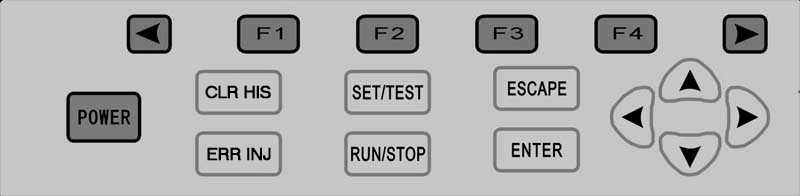 F1 F2 F3 F4
CLR HIS SET/TEST ESCAPE
POWER
ERR INJ RUN/STOP ENTER